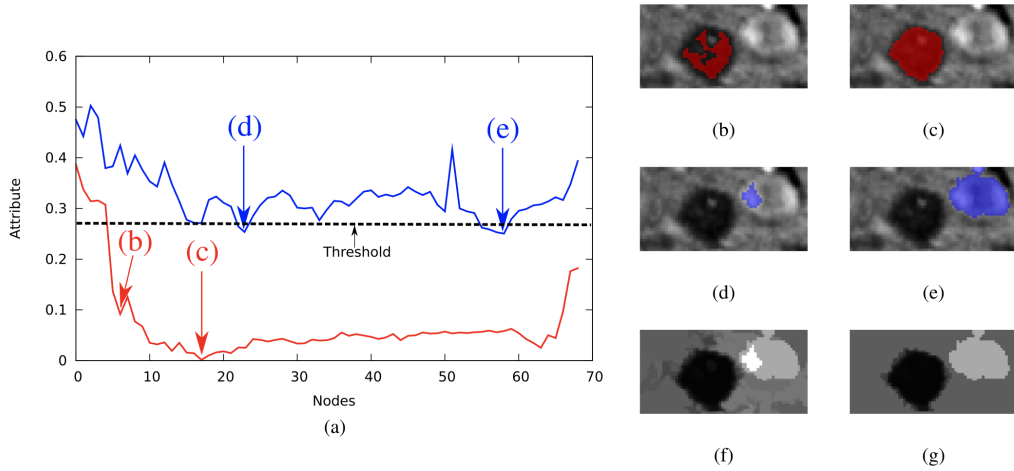 0.6
0.5
0.4
0.3
0.2
0.1
0
Attribute
(d)
(e)
(b)
(c)
Threshold
0 10 20 30 40 50 60 70
Nodes
(a)
(b) (c)
(d) (e)
(f) (g)